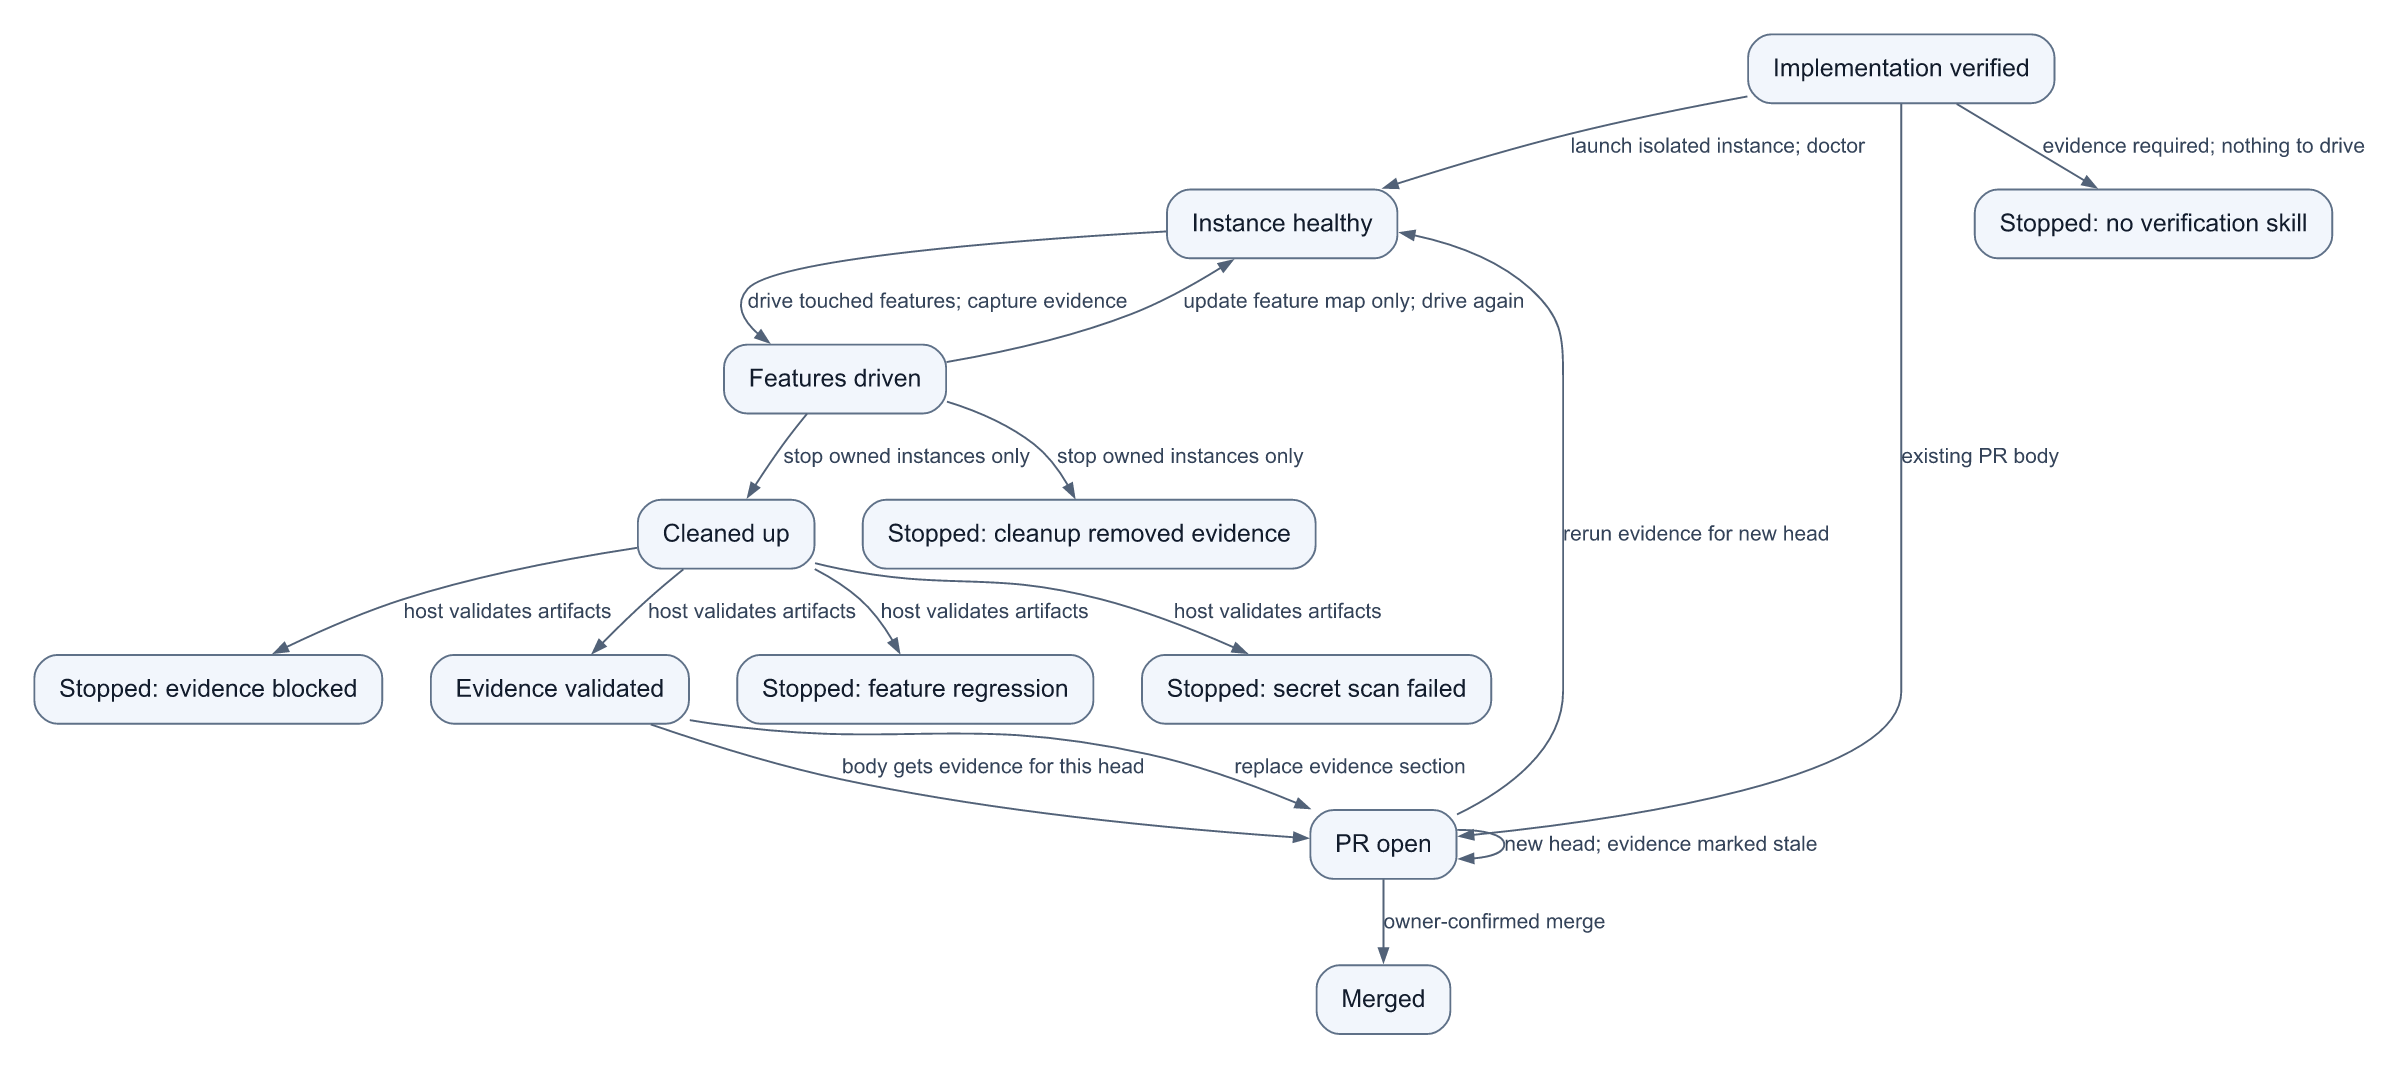 Implementation verified
launch isolated instance; doctor
evidence required; nothing to drive
Instance healthy
Stopped: no verification skill
drive touched features; capture evidence
update feature map only; drive again
Features driven
stop owned instances only
stop owned instances only
existing PR body
Cleaned up
Stopped: cleanup removed evidence
rerun evidence for new head
host validates artifacts
host validates artifacts
host validates artifacts
host validates artifacts
Stopped: evidence blocked
Evidence validated
Stopped: feature regression
Stopped: secret scan failed
body gets evidence for this head
replace evidence section
PR open
new head; evidence marked stale
owner-confirmed merge
Merged